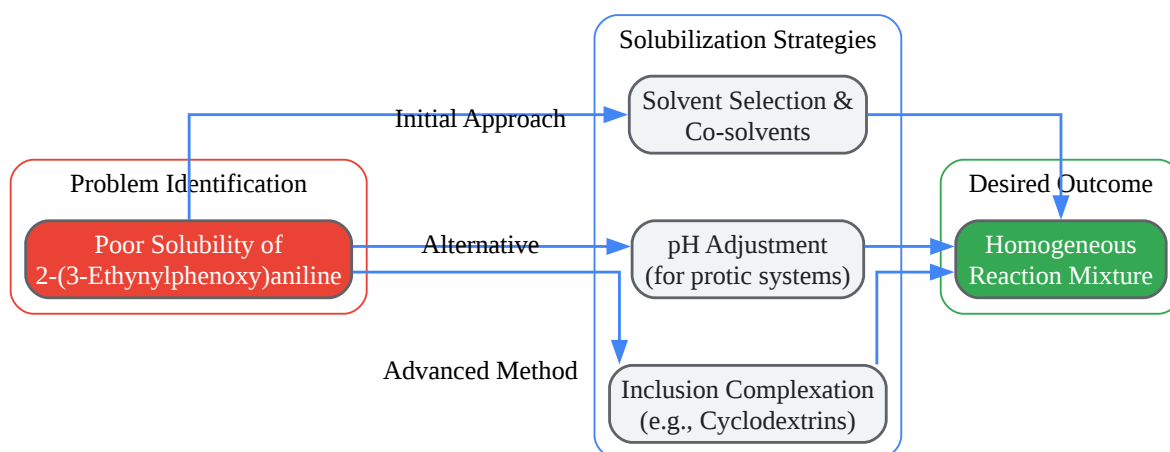 Solubilization Strategies
Solvent Selection &
Co-solvents
Initial Approach
Problem Identification
Poor Solubility of
2-(3-Ethynylphenoxy)aniline
Alternative
pH Adjustment
(for protic systems)
Desired Outcome
Homogeneous
Reaction Mixture
Advanced Method
Inclusion Complexation
(e.g., Cyclodextrins)